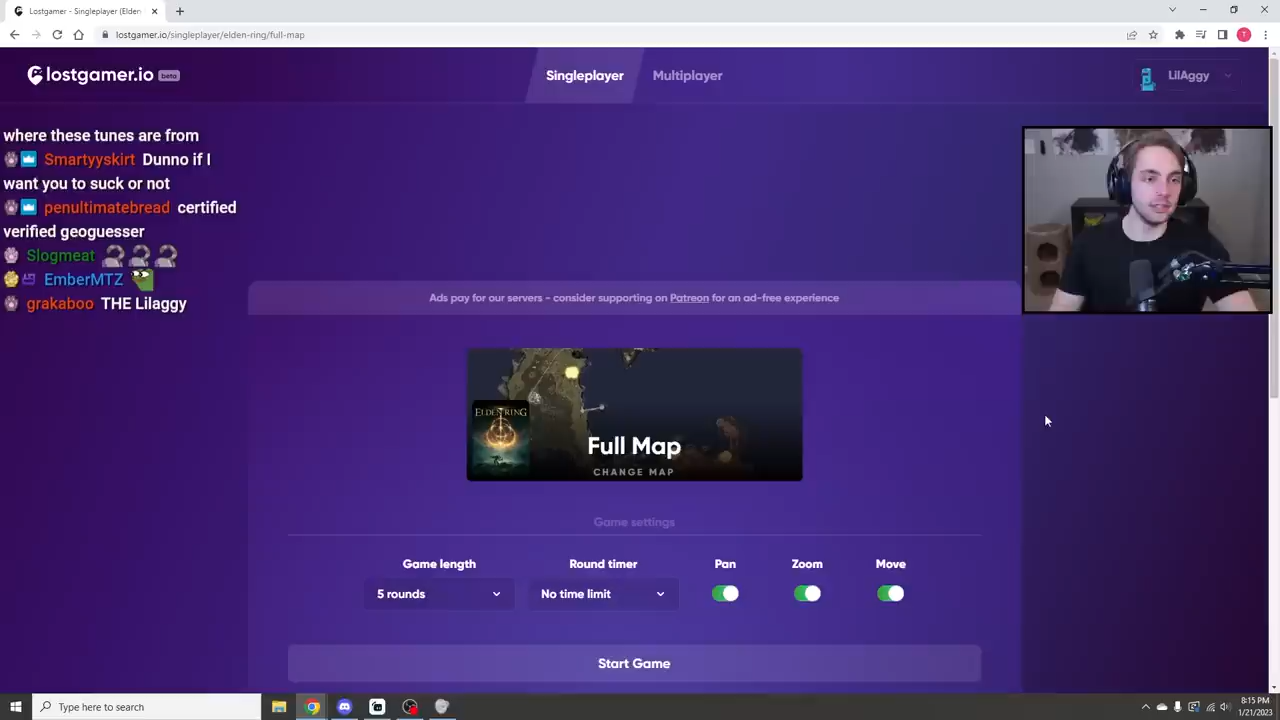 Lostgamer - Singleplayer (Elden
lostgamer.io/singleplayer/elden-ring/full-map
lostgamer.io beta
Singleplayer
Multiplayer
LilAggy
where these tunes are from
Smartyyskirt Dunno if I
want you to suck or not
penultimatebread certified
verified geoguesser
Slogmeat
EmberMTZ
grakaboo THE Lilaggy
Ads pay for our servers - consider supporting on Patreon for an ad-free experience
ELDEN RING
Full Map
CHANGE MAP
Game settings
Game length
Round timer
Pan
Zoom
Move
5 rounds
No time limit
Start Game
Type here to search
8:15 PM
1/21/2023
T